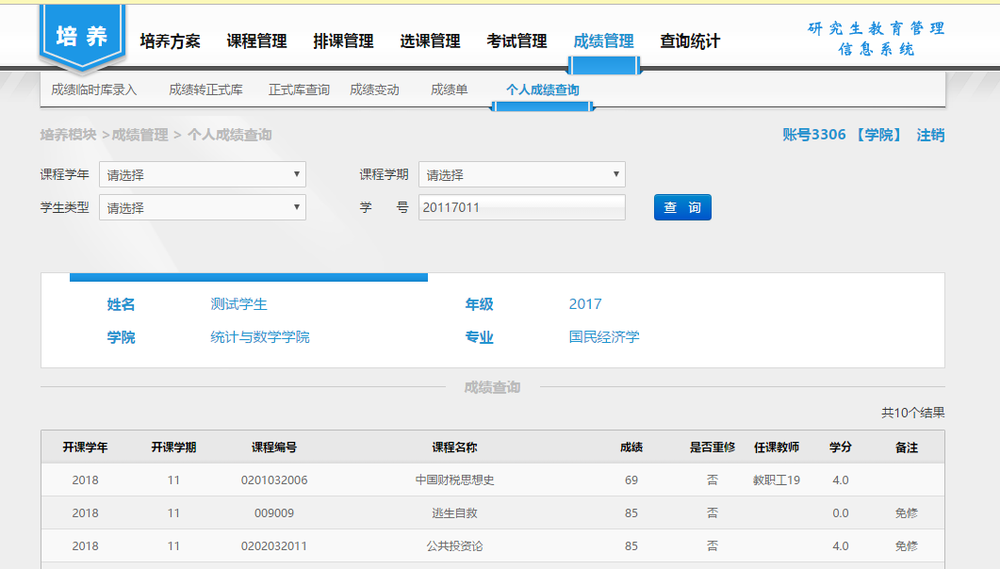 培养
培养方案 课程管理 排课管理 选课管理 考试管理 成绩管理 查询统计
研究生教育管理
信息系统
成绩临时库录入 成绩转正式库 正式库查询 成绩变动 成绩单 个人成绩查询
培养模块 >成绩管理 > 个人成绩查询 账号3306 【学院】 注销
课程学年 请选择 课程学期 请选择
学生类型 请选择 学 号 20117011 查 询
姓名 测试学生 年级 2017
学院 统计与数学学院 专业 国民经济学
成绩查询
共10个结果
开课学年 开课学期 课程编号 课程名称 成绩 是否重修 任课教师 学分 备注
2018 11 0201032006 中国财税思想史 69 否 教职工19 4.0
2018 11 009009 逃生自救 85 否 0.0 免修
2018 11 0202032011 公共投资论 85 否 4.0 免修